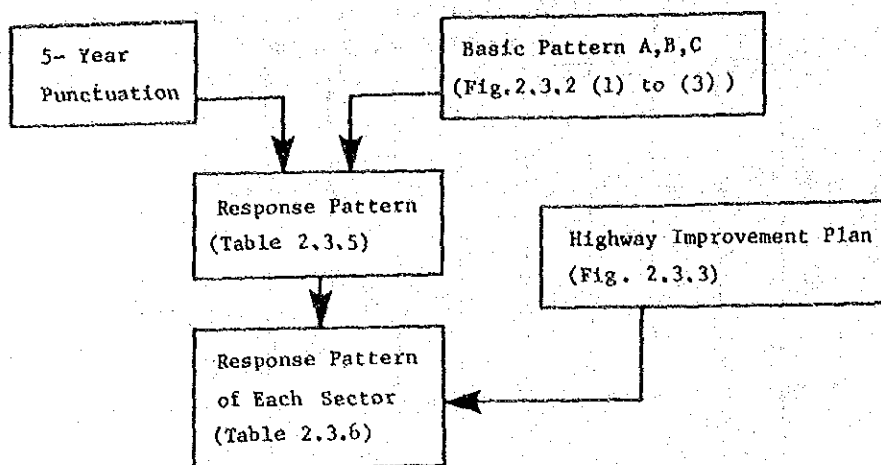 5- Year
Punctuation
Basic Pattern A,B,C
(Fig.2.3.2 (1) to (3))
Response Pattern
(Table 2.3.5)
Highway Improvement Plan
(Fig. 2.3.3)
Response Pattern
of Each Sector
(Table 2.3.6)